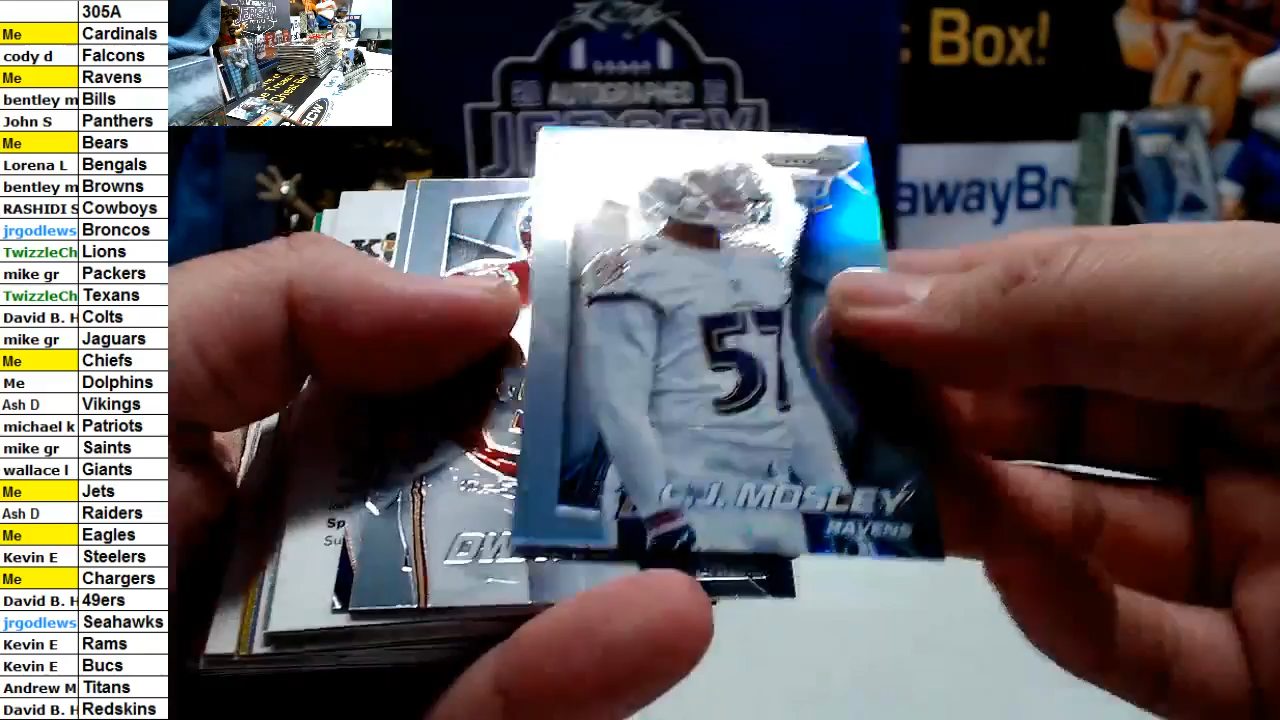 305A
Me Cardinals
cody d Falcons
Me Ravens
bentley m Bills
John S Panthers
Me Bears
Lorena L Bengals
bentley m Browns
RASHIDI S Cowboys
jrgodlews Broncos
TwizzleCh Lions
mike gr Packers
TwizzleCh Texans
David B. H Colts
mike gr Jaguars
Me Chiefs
Me Dolphins
Ash D Vikings
michael k Patriots
mike gr Saints
wallace l Giants
Me Jets
Ash D Raiders
Me Eagles
Kevin E Steelers
Me Chargers
David B. H 49ers
jrgodlews Seahawks
Kevin E Rams
Kevin E Bucs
Andrew M Titans
David B. H Redskins
Box!
AUTOGRAPHED
JERSEY
awayBr
57
C.J. MOSLEY
RAVENS
Sp
Su